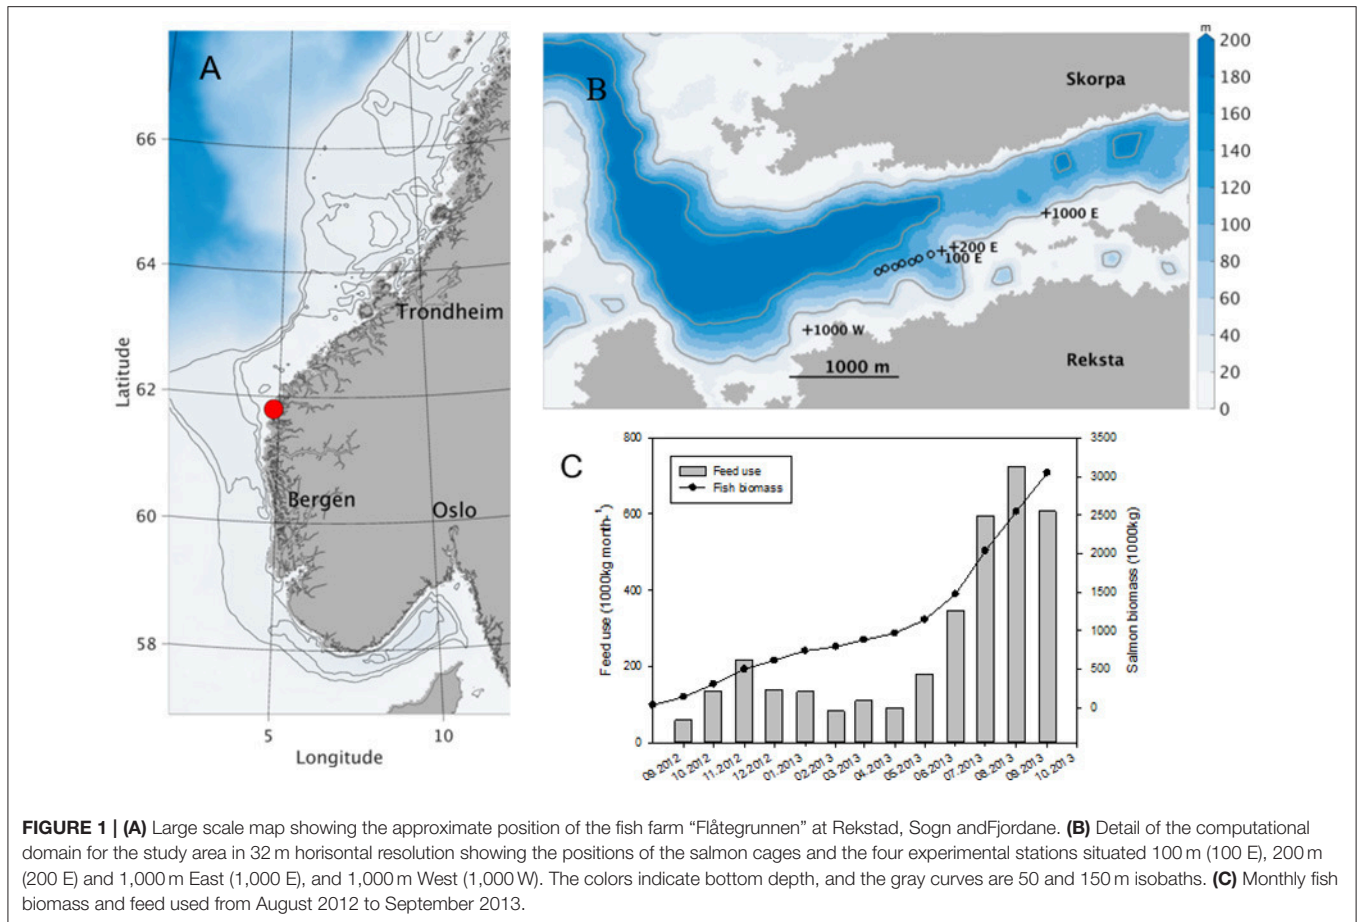 A
66
64
62
60
58
Latitude
Trondheim
Bergen
Oslo
5
10
Longitude
B
Skorpa
+1000 E
+200 E
100 E
+1000 W
1000 m
Reksta
m
200
180
160
140
120
100
80
60
40
20
0
C
800
600
400
200
0
Feed use (1000kg month-1)
Feed use
Fish biomass
3500
3000
2500
2000
1500
1000
500
0
Salmon biomass (1000kg)
09.2012
10.2012
11.2012
12.2012
01.2013
02.2013
03.2013
04.2013
05.2013
06.2013
07.2013
08.2013
09.2013
10.2013
FIGURE 1 | (A) Large scale map showing the approximate position of the fish farm “Flåtegrunnen” at Rekstad, Sogn andFjordane. (B) Detail of the computational
domain for the study area in 32 m horisontal resolution showing the positions of the salmon cages and the four experimental stations situated 100 m (100 E), 200 m
(200 E) and 1,000 m East (1,000 E), and 1,000 m West (1,000 W). The colors indicate bottom depth, and the gray curves are 50 and 150 m isobaths. (C) Monthly fish
biomass and feed used from August 2012 to September 2013.